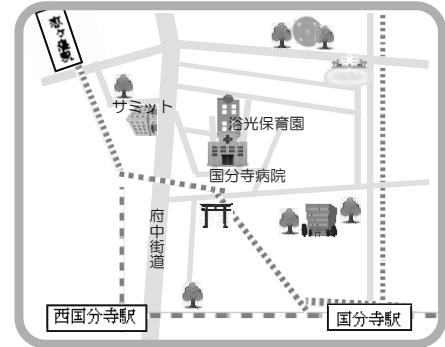 恋ヶ窪駅
サミット
浴光保育園
国分寺病院
府中街道
西国分寺駅
国分寺駅